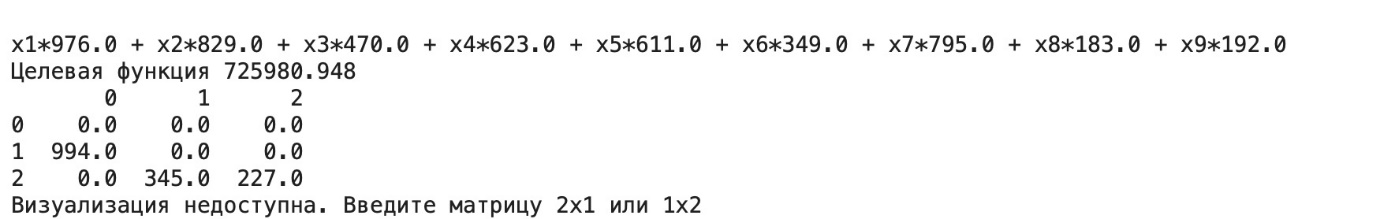 x1*976.0 + x2*829.0 + x3*470.0 + x4*623.0 + x5*611.0 + x6*349.0 + x7*795.0 + x8*183.0 + x9*192.0
Целевая функция 725980.948
0 1 2
0 0.0 0.0 0.0
1 994.0 0.0 0.0
2 0.0 345.0 227.0
Визуализация недоступна. Введите матрицу 2x1 или 1x2